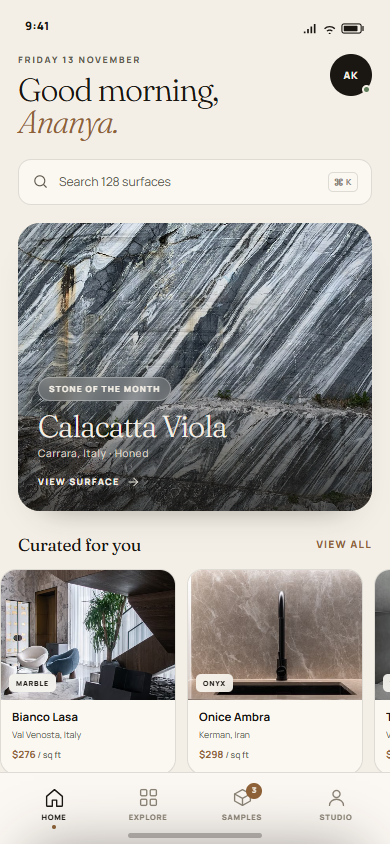 9:41
FRIDAY 13 NOVEMBER
Good morning,
Ananya.
AK
Search 128 surfaces
⌘ K
STONE OF THE MONTH
Calacatta Viola
Carrara, Italy · Honed
VIEW SURFACE →
Curated for you
VIEW ALL
MARBLE
Bianco Lasa
Val Venosta, Italy
$276 / sq ft
ONYX
Onice Ambra
Kerman, Iran
$298 / sq ft
3
HOME
EXPLORE
SAMPLES
STUDIO